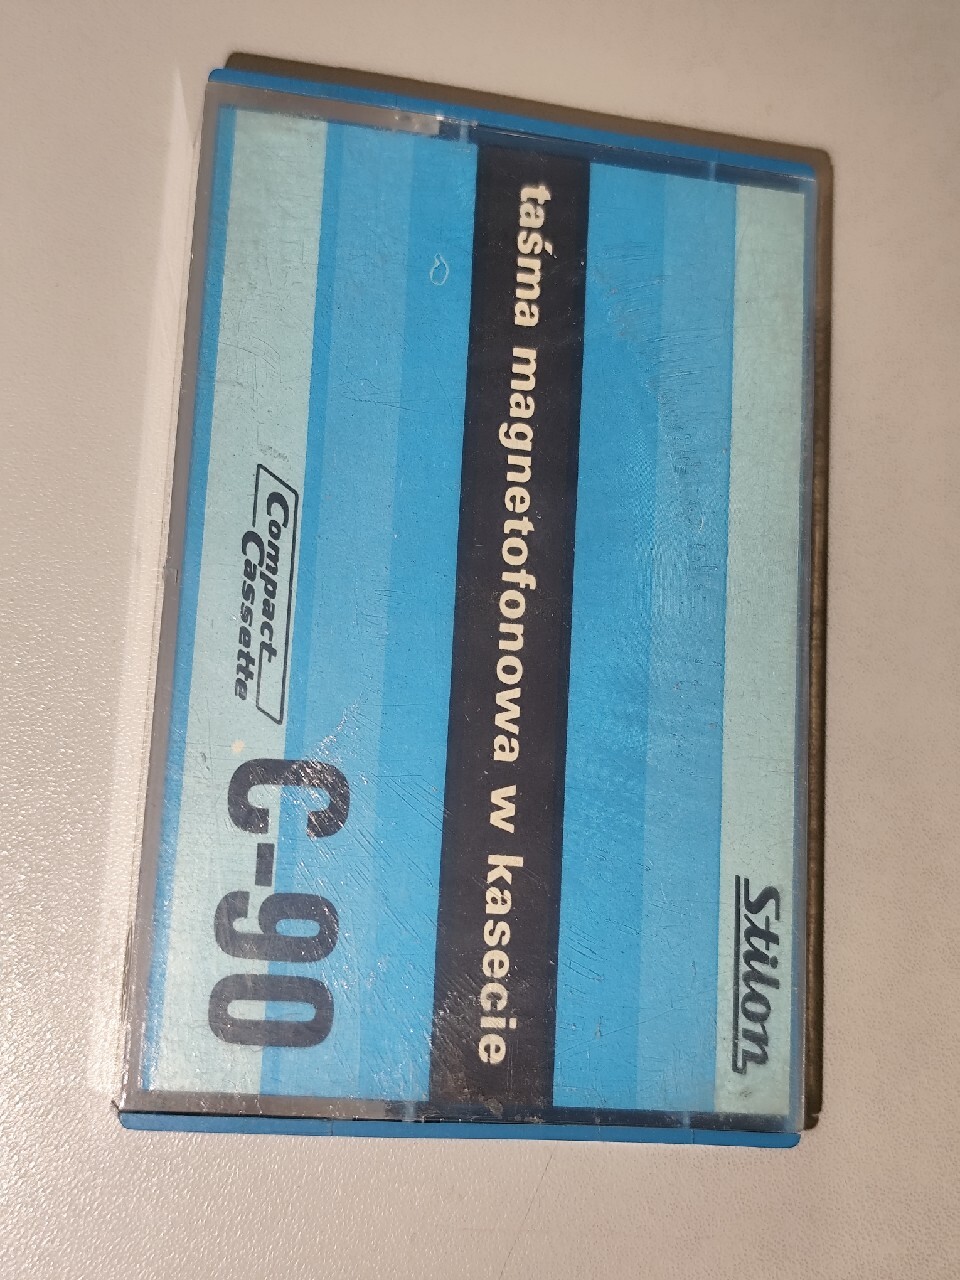 Stilon
taśma magnetofonowa w kasecie
Compact
Cassette
C-90